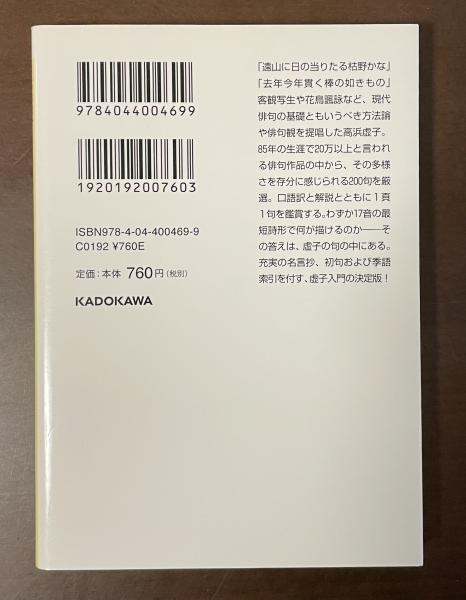 9784044004699
1920192007603
ISBN978-4-04-400469-9
C0192 ¥760E
定価：本体 760円（税別）
KADOKAWA
「遠山に日の当りたる枯野かな」
「去年今年貫く棒の如きもの」
客観写生や花鳥諷詠など、現代
俳句の基礎ともいうべき方法論
や俳句観を提唱した高浜虚子。
85年の生涯で20万以上と言われ
る俳句作品の中から、その多様
さを存分に感じられる200句を厳
選。口語訳と解説とともに1頁
1句を鑑賞する。わずか17音の最
短詩形で何が描けるのか――そ
の答えは、虚子の句の中にある。
充実の名言抄、初句および季語
索引を付す、虚子入門の決定版！